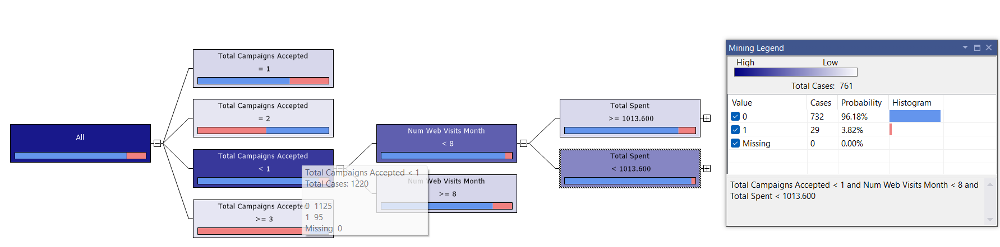 All
Total Campaigns Accepted
= 1
Total Campaigns Accepted
= 2
Total Campaigns Accepted
< 1
Total Campaigns Accepted
>= 3
Total Campaigns Accepted < 1
Total Cases: 1220
0 1125
1 95
Missing 0
Num Web Visits Month
< 8
Num Web Visits Month
>= 8
Total Spent
>= 1013.600
Total Spent
< 1013.600
Mining Legend
High Low
Total Cases: 761
Value Cases Probability Histogram
0 732 96.18%
1 29 3.82%
Missing 0 0.00%
Total Campaigns Accepted < 1 and Num Web Visits Month < 8 and
Total Spent < 1013.600